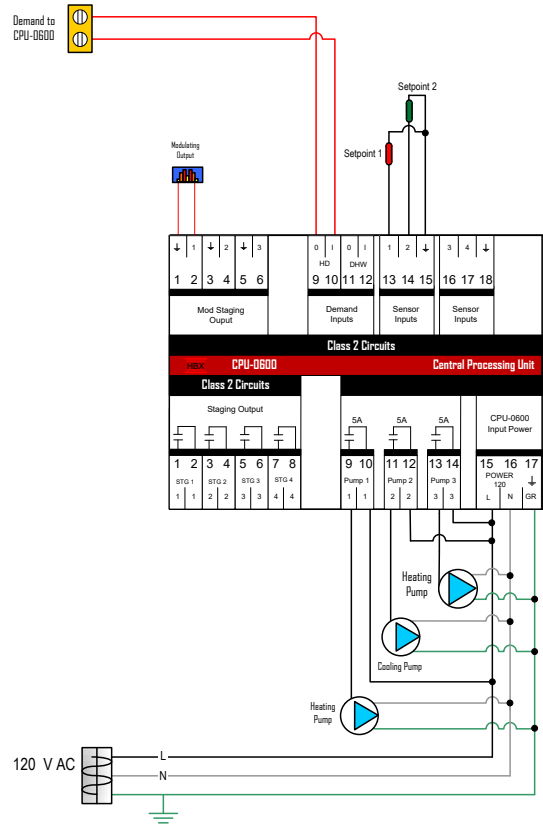 Demand to
CPU-0600
Setpoint 2
Setpoint 1
Modulating
Output
1 2 3 0 I 0 I 1 2 3 4
HD DHW
1 2 3 4 5 6 9 10 11 12 13 14 15 16 17 18
Mod Staging
Ouput
Demand
Inputs
Sensor
Inputs
Sensor
Inputs
Class 2 Circuits
HBX CPU-0600 Central Processing Unit
Class 2 Circuits
Staging Output
5A 5A 5A
CPU-0600
Input Power
1 2 3 4 5 6 7 8 9 10 11 12 13 14 15 16 17
STG 1 STG 2 STG 3 STG 4 Pump 1 Pump 2 Pump 3 POWER
120
1 1 2 2 3 3 4 4 1 1 2 2 3 3 L N GR
Heating
Pump
Cooling Pump
Heating
Pump
120 V AC
L
N